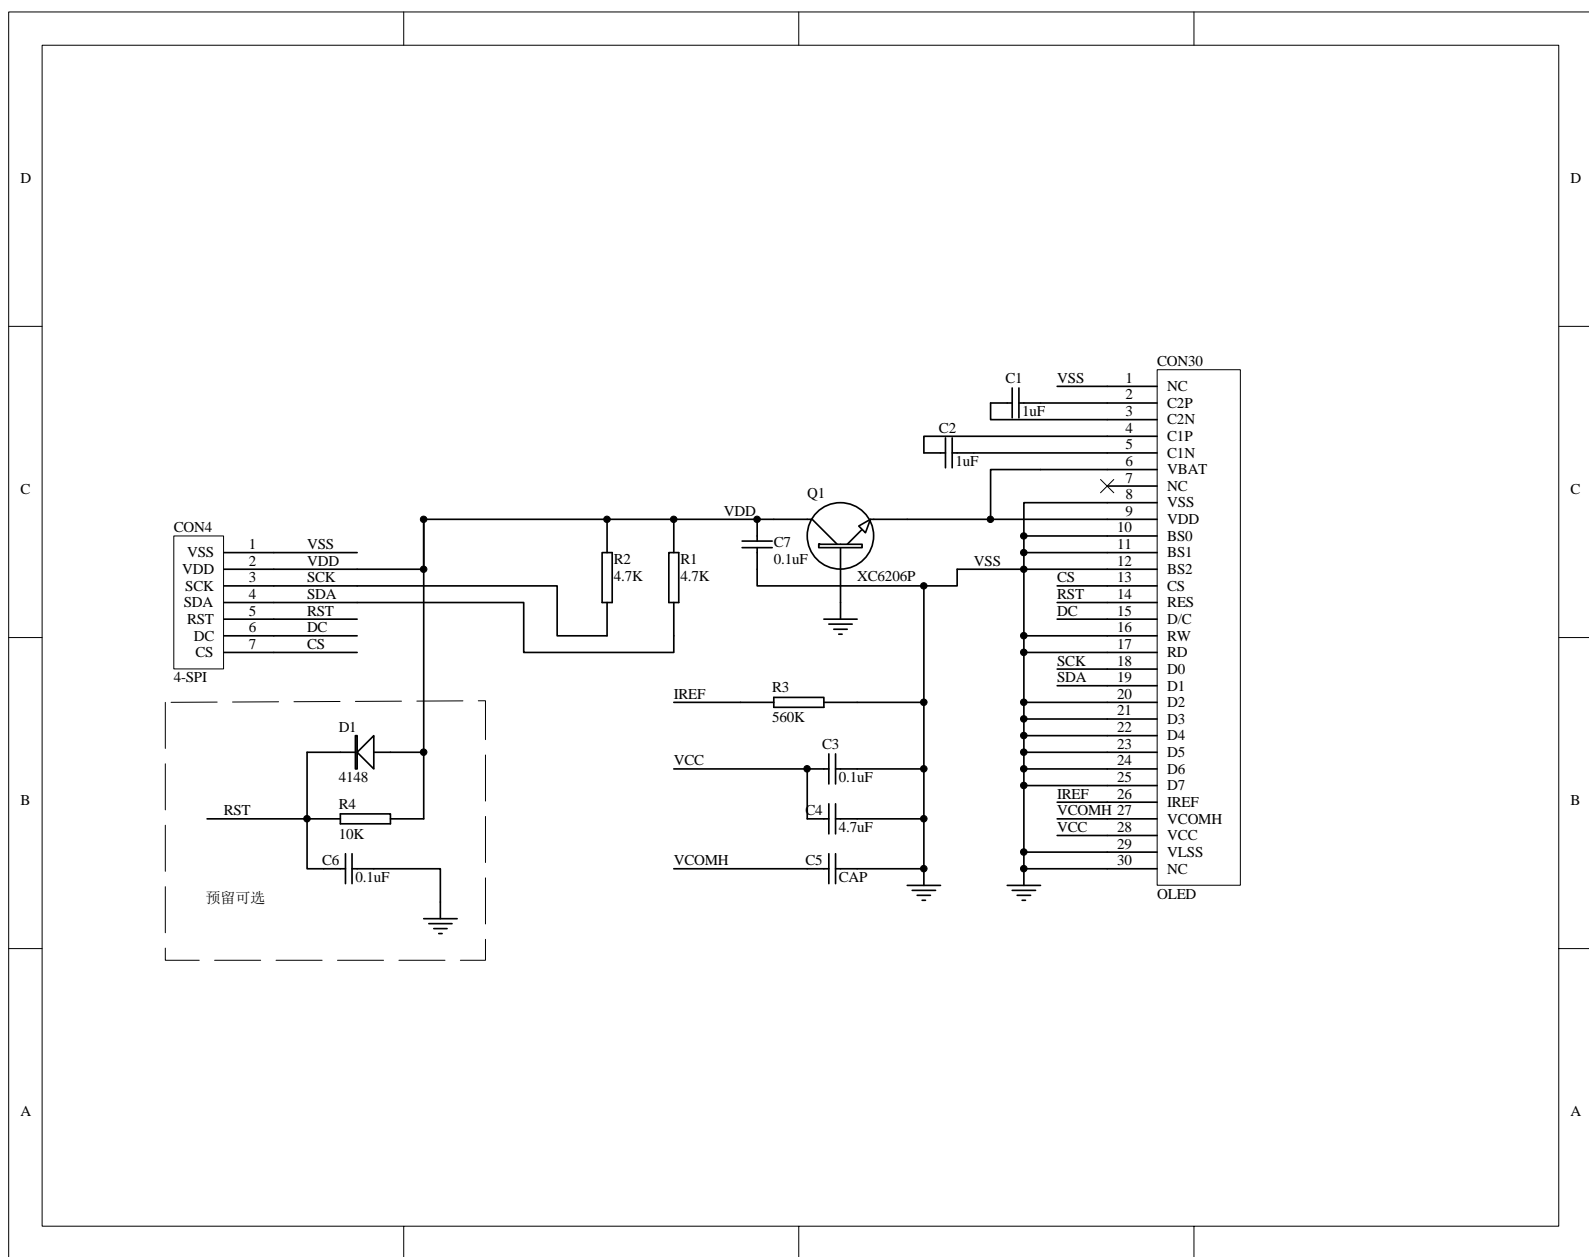 D
D
C
C
B
B
A
A
CON4
VSS 1 VSS
VDD 2 VDD
SCK 3 SCK
SDA 4 SDA
RST 5 RST
DC 6 DC
CS 7 CS
4-SPI
R2
4.7K
R1
4.7K
VDD
C7
0.1uF
Q1
XC6206P
VSS
C1
1uF
C2
1uF
CON30
VSS 1 NC
2 C2P
3 C2N
4 C1P
5 C1N
6 VBAT
7 NC
8 VSS
9 VDD
10 BS0
11 BS1
12 BS2
CS 13 CS
RST 14 RES
DC 15 D/C
16 RW
17 RD
SCK 18 D0
SDA 19 D1
20 D2
21 D3
22 D4
23 D5
24 D6
25 D7
IREF 26 IREF
VCOMH 27 VCOMH
VCC 28 VCC
29 VLSS
30 NC
OLED
IREF
R3
560K
VCC
C3
0.1uF
C4
4.7uF
VCOMH
C5
CAP
D1
4148
RST
R4
10K
C6
0.1uF
预留可选